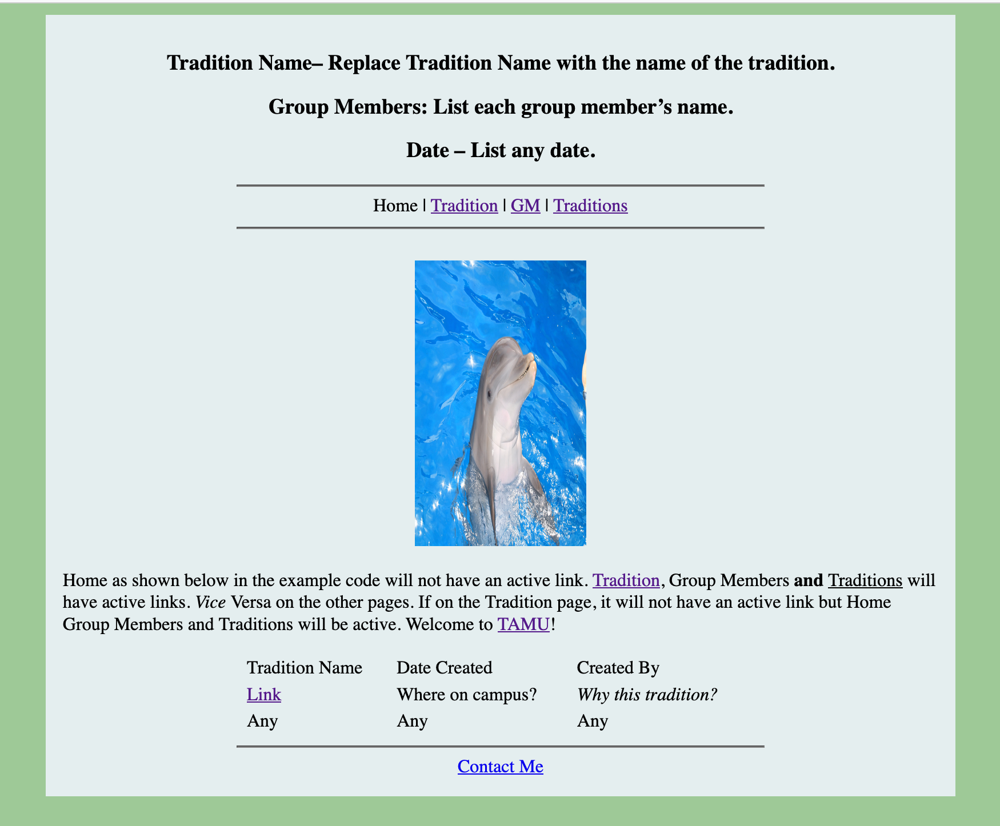 Tradition Name– Replace Tradition Name with the name of the tradition.
Group Members: List each group member’s name.
Date – List any date.
Home | Tradition | GM | Traditions
Home as shown below in the example code will not have an active link. Tradition, Group Members and Traditions will
have active links. Vice Versa on the other pages. If on the Tradition page, it will not have an active link but Home
Group Members and Traditions will be active. Welcome to TAMU!
Tradition Name Date Created Created By
Link Where on campus? Why this tradition?
Any Any Any
Contact Me